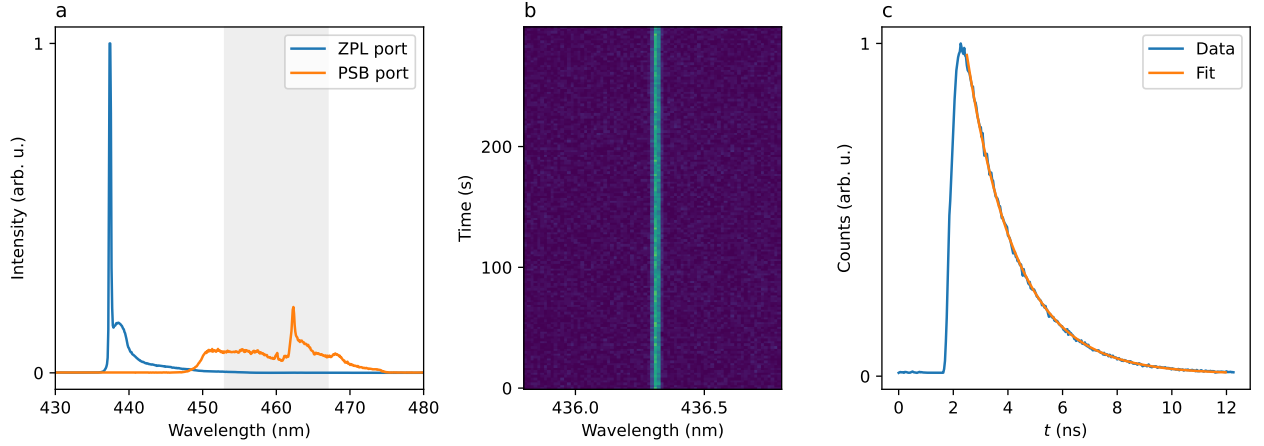 a
Intensity (arb. u.)
1
0
ZPL port
PSB port
430 440 450 460 470 480
Wavelength (nm)
b
Time (s)
200
100
0
436.0 436.5
Wavelength (nm)
c
Counts (arb. u.)
1
0
Data
Fit
0 2 4 6 8 10 12
t (ns)